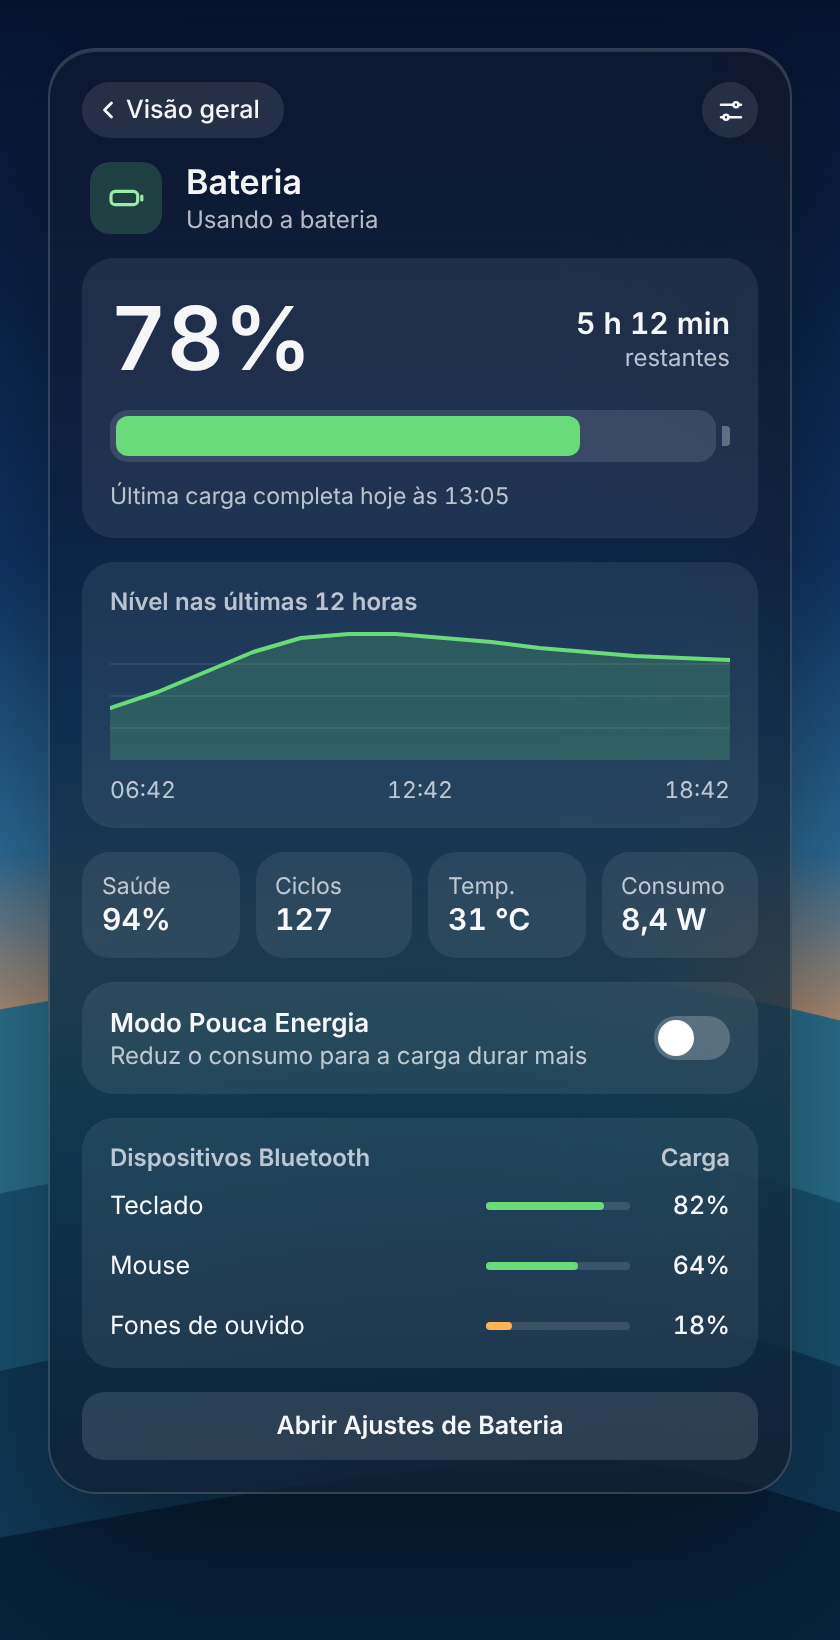 Visão geral
Bateria
Usando a bateria
78%
5 h 12 min
restantes
Última carga completa hoje às 13:05
Nível nas últimas 12 horas
06:42 12:42 18:42
Saúde Ciclos Temp. Consumo
94% 127 31 °C 8,4 W
Modo Pouca Energia
Reduz o consumo para a carga durar mais
Dispositivos Bluetooth Carga
Teclado 82%
Mouse 64%
Fones de ouvido 18%
Abrir Ajustes de Bateria